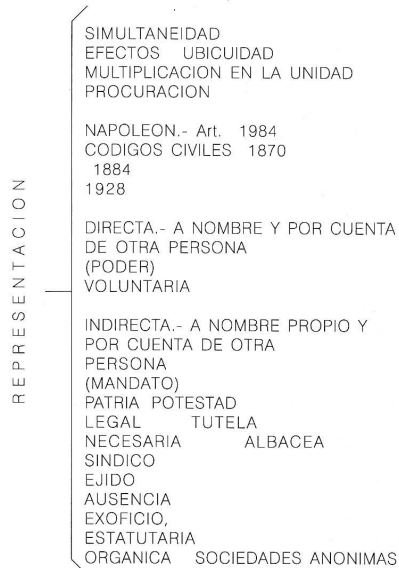 REPRESENTACION
SIMULTANEIDAD
EFECTOS UBICUIDAD
MULTIPLICACION EN LA UNIDAD
PROCURACION
NAPOLEON.- Art. 1984
CODIGOS CIVILES 1870
1884
1928
DIRECTA.- A NOMBRE Y POR CUENTA
DE OTRA PERSONA
(PODER)
VOLUNTARIA
INDIRECTA.- A NOMBRE PROPIO Y
POR CUENTA DE OTRA
PERSONA
(MANDATO)
PATRIA POTESTAD
LEGAL TUTELA
NECESARIA ALBACEA
SINDICO
EJIDO
AUSENCIA
EXOFICIO,
ESTATUTARIA
ORGANICA SOCIEDADES ANONIMAS